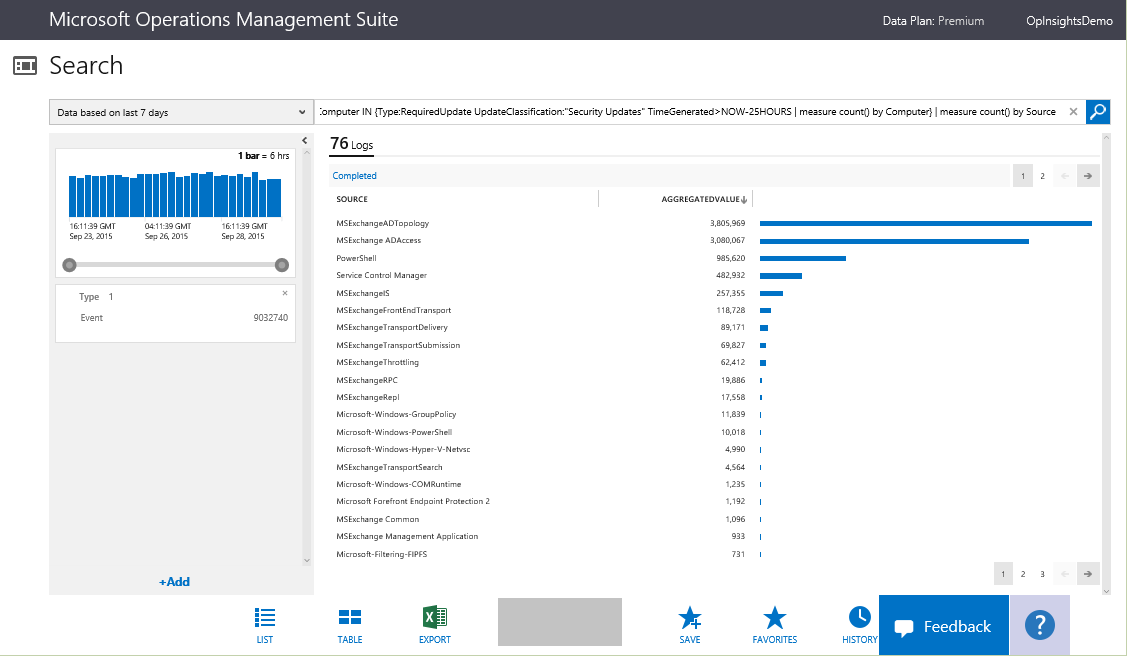 Microsoft Operations Management Suite
Data Plan: Premium OpInsightsDemo
Search
Data based on last 7 days
Computer IN {Type:RequiredUpdate UpdateClassification:"Security Updates" TimeGenerated>NOW-25HOURS | measure count() by Computer} | measure count() by Source
1 bar = 6 hrs
16:11:39 GMT 04:11:39 GMT 16:11:39 GMT
Sep 23, 2015 Sep 26, 2015 Sep 28, 2015
Type 1
Event 9032740
+Add
76 Logs
Completed 1 2
SOURCE AGGREGATEDVALUE
MSExchangeADTopology 3,805,969
MSExchange ADAccess 3,080,067
PowerShell 985,620
Service Control Manager 482,932
MSExchangeIS 257,355
MSExchangeFrontEndTransport 118,728
MSExchangeTransportDelivery 89,171
MSExchangeTransportSubmission 69,827
MSExchangeThrottling 62,412
MSExchangeRPC 19,886
MSExchangeRepl 17,558
Microsoft-Windows-GroupPolicy 11,839
Microsoft-Windows-PowerShell 10,018
Microsoft-Windows-Hyper-V-Netvsc 4,990
MSExchangeTransportSearch 4,564
Microsoft-Windows-COMRuntime 1,235
Microsoft Forefront Endpoint Protection 2 1,192
MSExchange Common 1,096
MSExchange Management Application 933
Microsoft-Filtering-FIPFS 731
1 2 3
LIST TABLE EXPORT SAVE FAVORITES HISTORY
Feedback
?